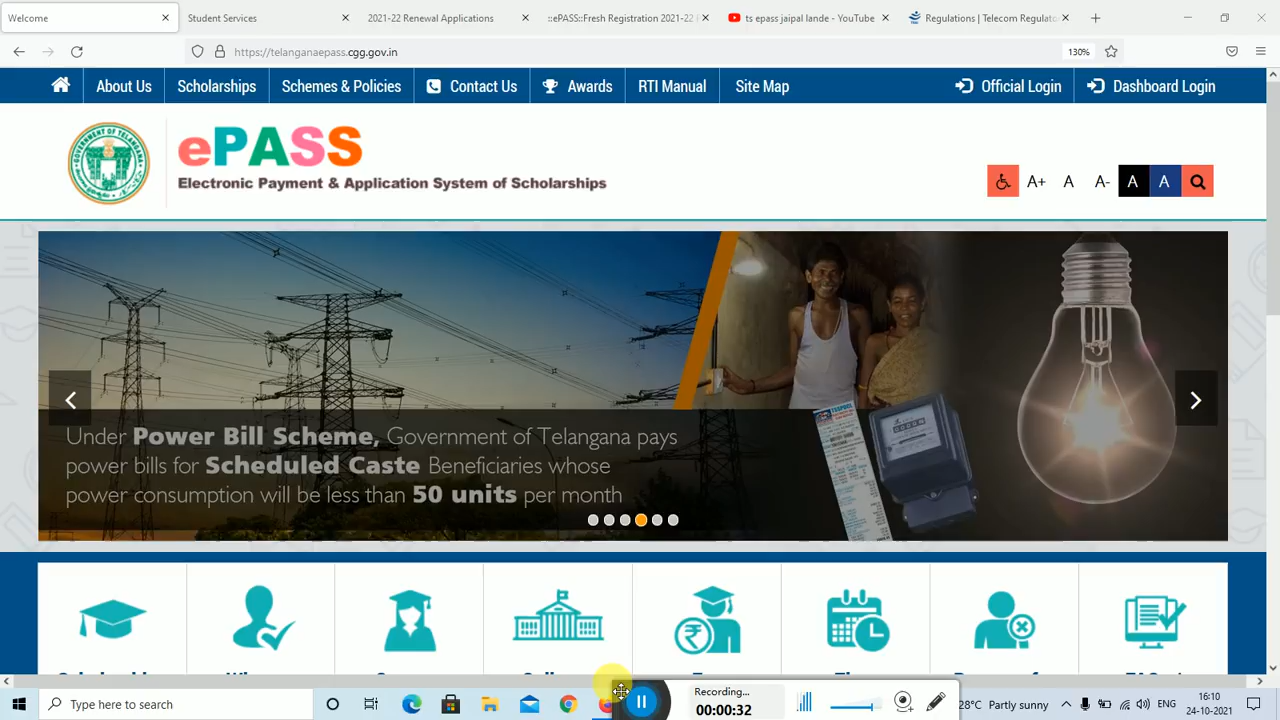 Welcome
Student Services
2021-22 Renewal Applications
::ePASS::Fresh Registration 2021-22
ts epass jaipal lande - YouTube
Regulations | Telecom Regulato
https://telanganaepass.cgg.gov.in
130%
About Us
Scholarships
Schemes & Policies
Contact Us
Awards
RTI Manual
Site Map
Official Login
Dashboard Login
GOVERNMENT OF TELANGANA
ePASS
Electronic Payment & Application System of Scholarships
A+
A
A-
A
A
Under Power Bill Scheme, Government of Telangana pays
power bills for Scheduled Caste Beneficiaries whose
power consumption will be less than 50 units per month
Type here to search
Recording...
00:00:32
28°C Partly sunny
ENG
16:10
24-10-2021